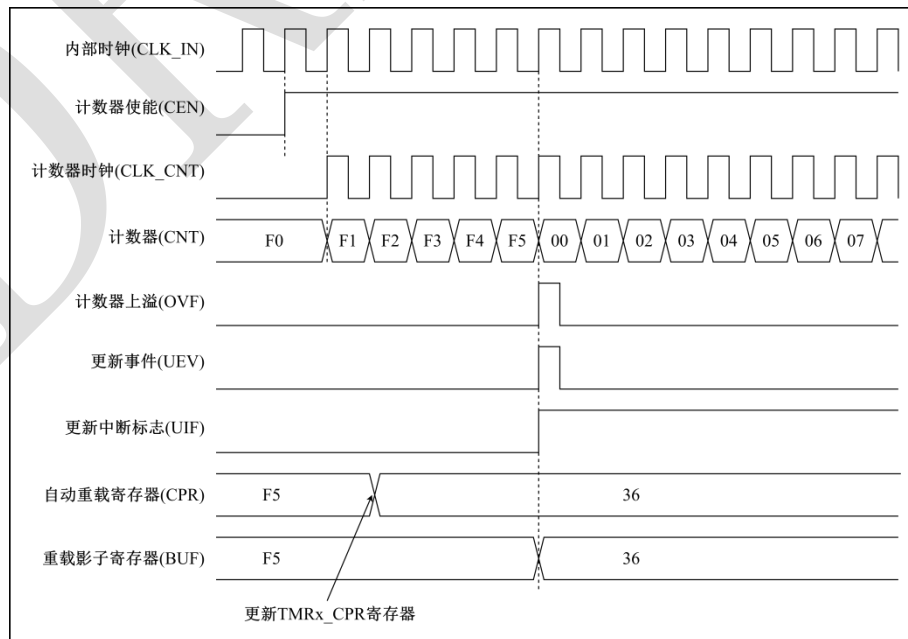 内部时钟(CLK_IN)
计数器使能(CEN)
计数器时钟(CLK_CNT)
计数器(CNT) F0 F1 F2 F3 F4 F5 00 01 02 03 04 05 06 07
计数器上溢(OVF)
更新事件(UEV)
更新中断标志(UIF)
自动重载寄存器(CPR) F5 36
重载影子寄存器(BUF) F5 36
更新TMRx_CPR寄存器